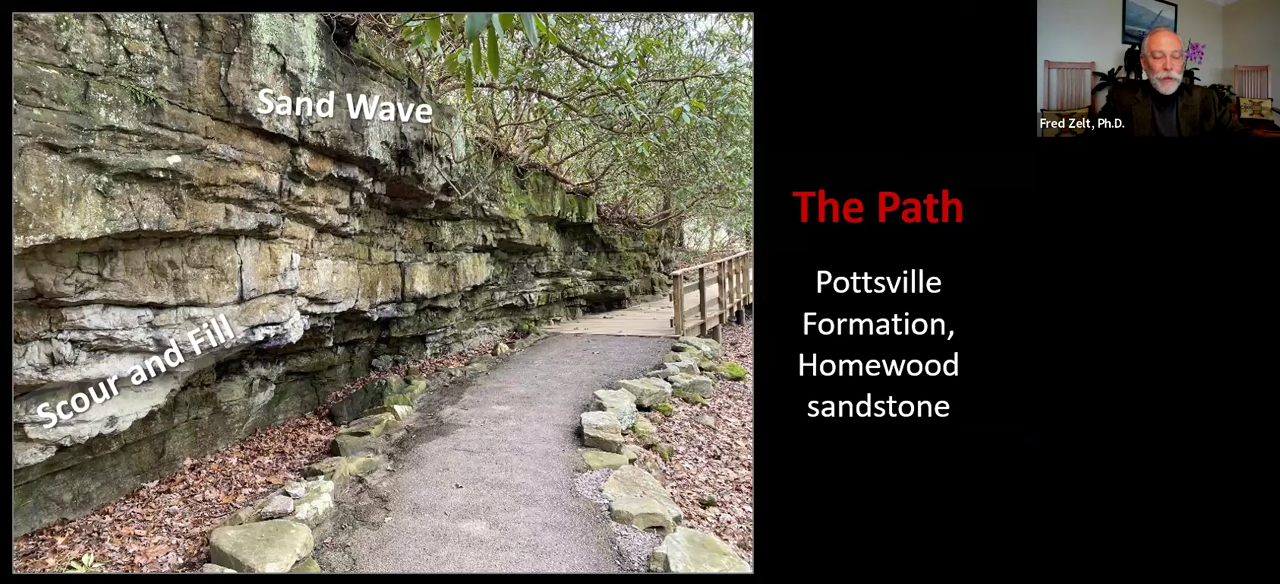 Sand Wave
Scour and Fill
The Path
Pottsville
Formation,
Homewood
sandstone
Fred Zelt, Ph.D.